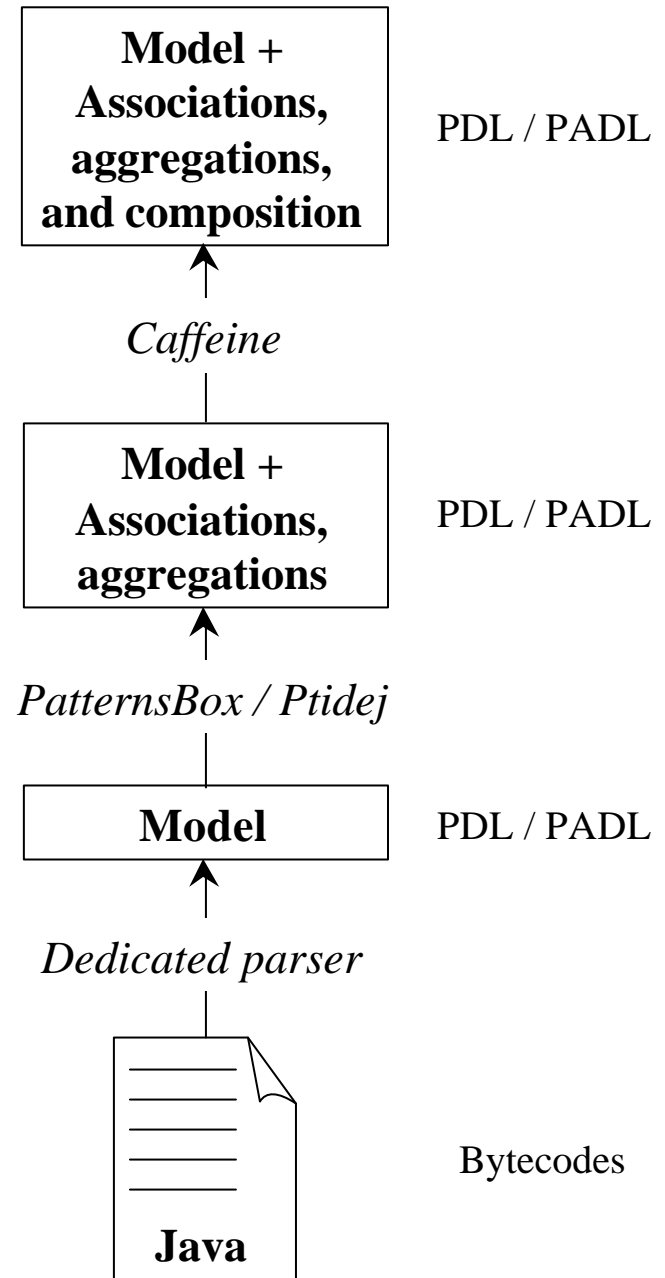 Model +
Associations,
aggregations,
and composition
PDL / PADL
Caffeine
Model +
Associations,
aggregations
PDL / PADL
PatternsBox / Ptidej
Model
PDL / PADL
Dedicated parser
Bytecodes
Java